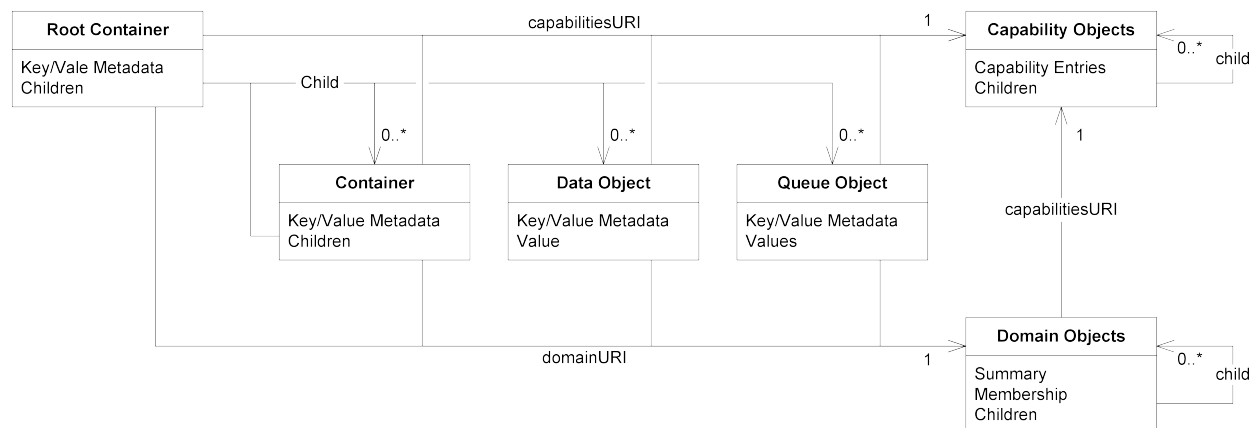 Root Container
Key/Vale Metadata
Children
capabilitiesURI
1
Capability Objects
Capability Entries
Children
0..*
child
Child
0..*
0..*
0..*
Container
Key/Value Metadata
Children
Data Object
Key/Value Metadata
Value
Queue Object
Key/Value Metadata
Values
1
capabilitiesURI
domainURI
1
Domain Objects
Summary
Membership
Children
0..*
child